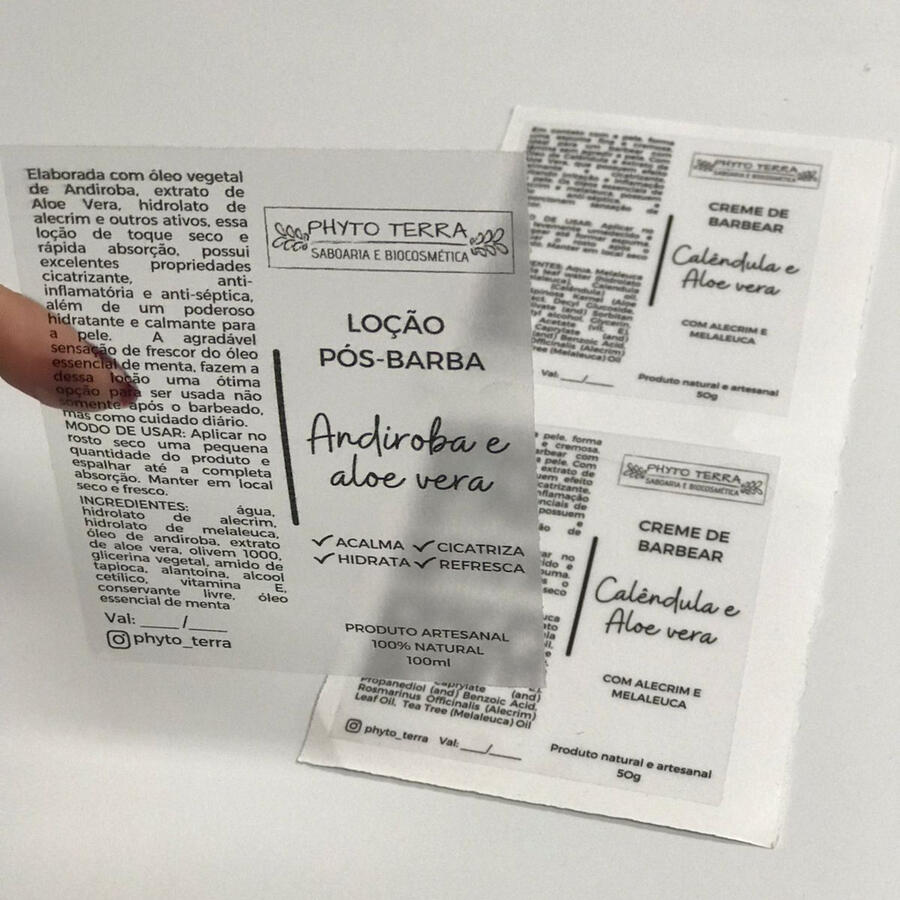 Elaborada com óleo vegetal
de Andiroba, extrato de
Aloe Vera, hidrolato de
alecrim e outros ativos, essa
loção de toque seco e
rápida absorção, possui
excelentes propriedades
cicatrizante, anti-
inflamatória e anti-séptica,
além de um poderoso
hidratante e calmante para
a pele. A agradável
sensação de frescor do óleo
essencial de menta, fazem a
dessa loção uma ótima
opção para ser usada não
somente após o barbeado,
mas como cuidado diário.
MODO DE USAR: Aplicar no
rosto seco uma pequena
quantidade do produto e
espalhar até a completa
absorção. Manter em local
seco e fresco.
INGREDIENTES: água,
hidrolato de alecrim,
hidrolato de melaleuca,
óleo de andiroba, extrato
de aloe vera, olivem 1000,
glicerina vegetal, amido de
tapioca, alantoína, álcool
cetílico, vitamina E,
conservante livre, óleo
essencial de menta
Val: ____/____
phyto_terra
PHYTO TERRA
SABOARIA E BIOCOSMÉTICA
LOÇÃO
PÓS-BARBA
Andiroba e
aloe vera
ACALMA CICATRIZA
HIDRATA REFRESCA
PRODUTO ARTESANAL
100% NATURAL
100ml
PHYTO TERRA
SABOARIA E BIOCOSMÉTICA
CREME DE
BARBEAR
Calêndula e
Aloe vera
COM ALECRIM E
MELALEUCA
Val: ___/___
Produto natural e artesanal
50g
PHYTO TERRA
SABOARIA E BIOCOSMÉTICA
CREME DE
BARBEAR
Calêndula e
Aloe vera
COM ALECRIM E
MELALEUCA
Caprylate (and)
Propanediol (and) Benzoic Acid,
Rosmarinus Officinalis (Alecrim)
Leaf Oil, Tea Tree (Melaleuca) Oil
phyto_terra Val: ___/___
Produto natural e artesanal
50g